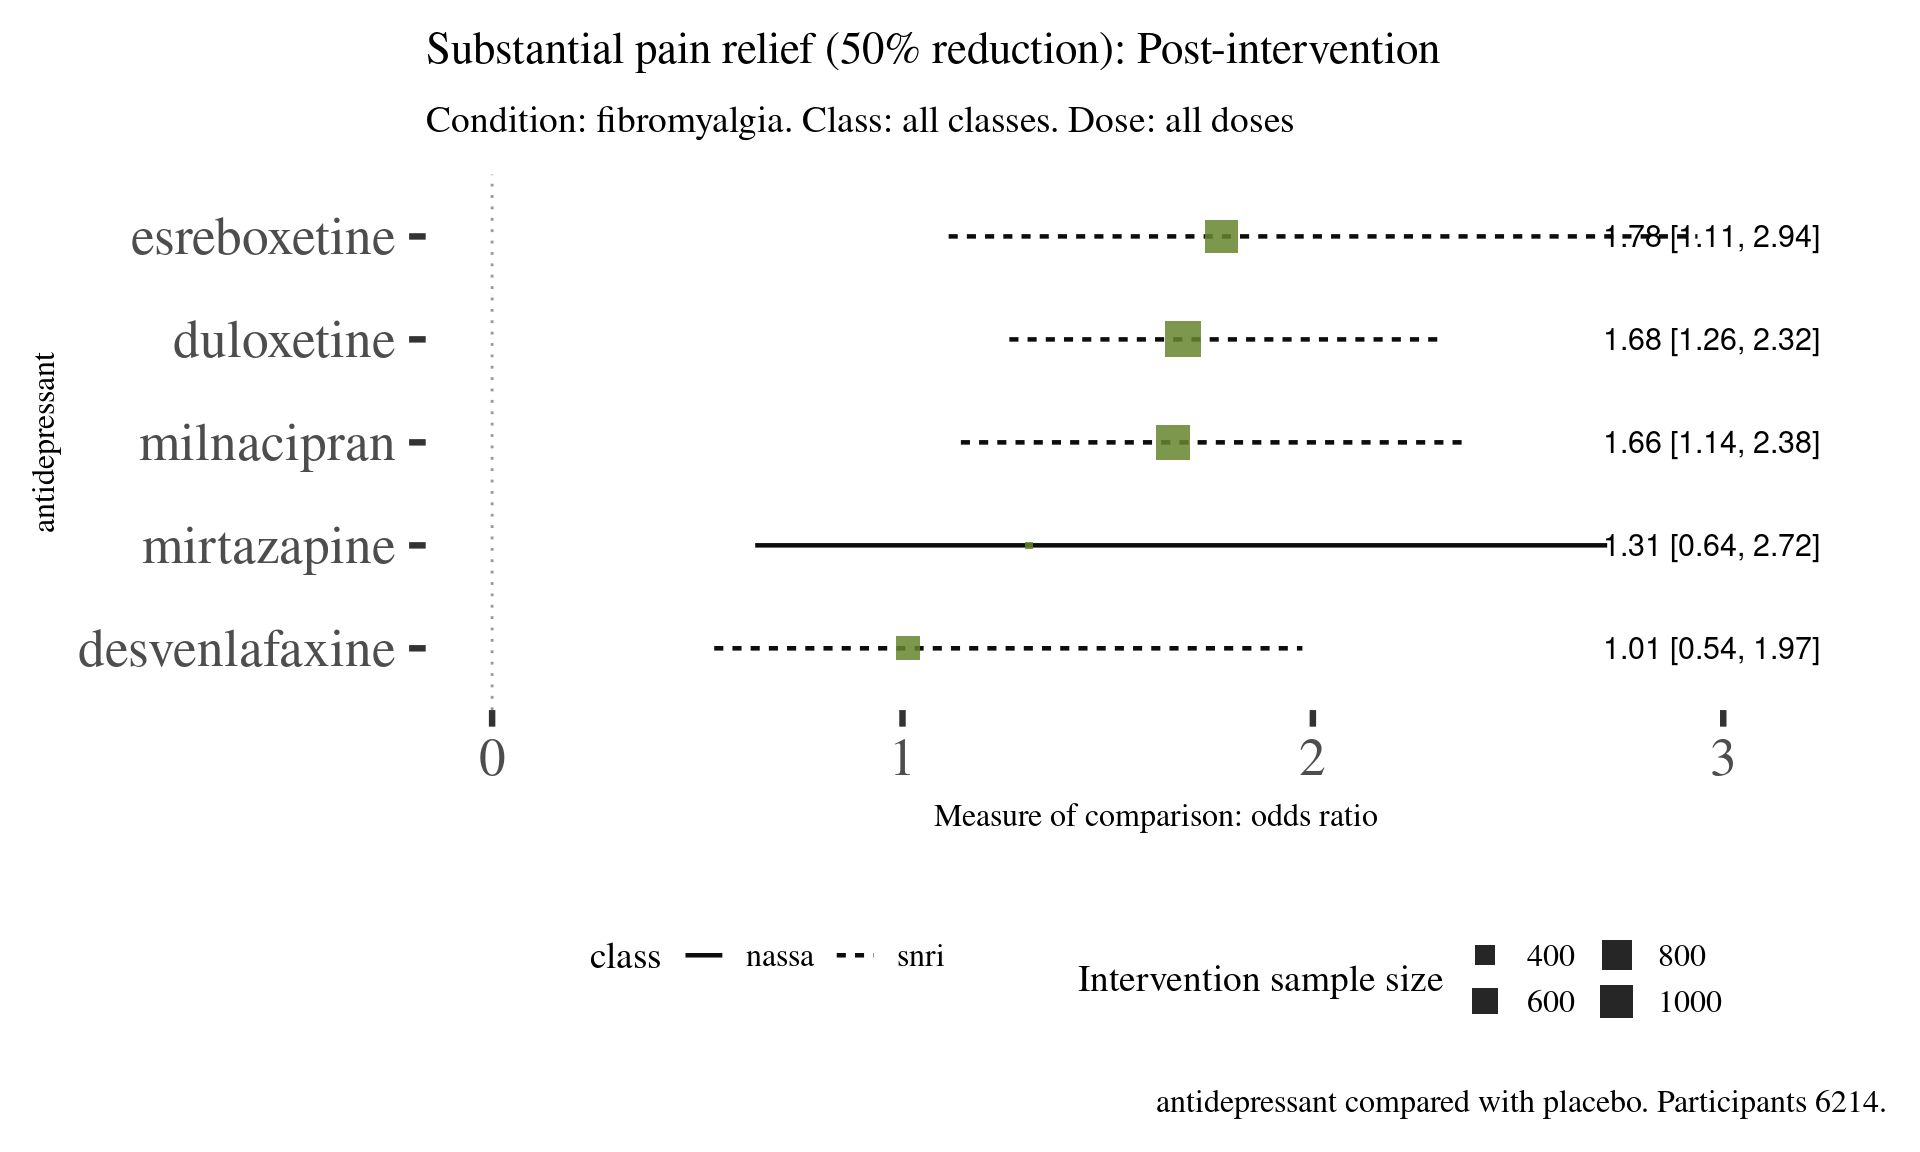 Substantial pain relief (50% reduction): Post-intervention
Condition: fibromyalgia. Class: all classes. Dose: all doses
antidepressant
esreboxetine 1.78 [1.11, 2.94]
duloxetine 1.68 [1.26, 2.32]
milnacipran 1.66 [1.14, 2.38]
mirtazapine 1.31 [0.64, 2.72]
desvenlafaxine 1.01 [0.54, 1.97]
0 1 2 3
Measure of comparison: odds ratio
class nassa snri
Intervention sample size
400 800
600 1000
antidepressant compared with placebo. Participants 6214.